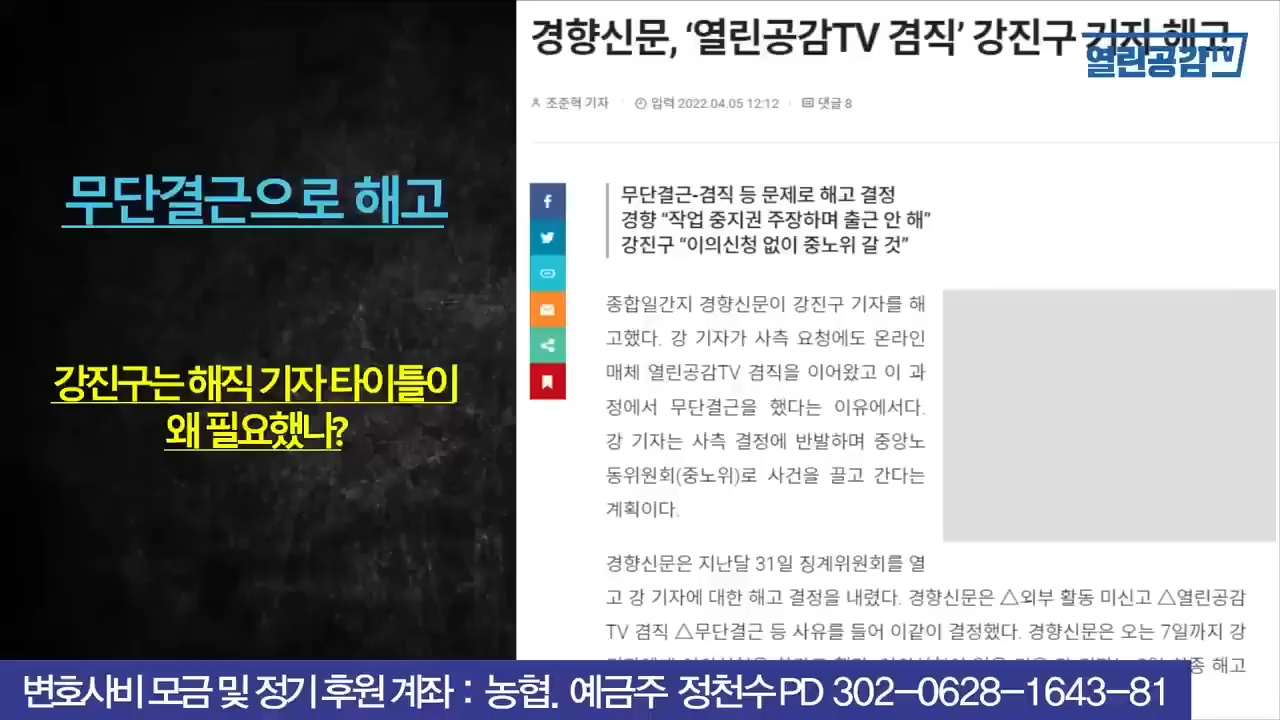 경향신문, ‘열린공감TV 겸직’ 강진구 기자 해고
열린공감TV
조준혁 기자
입력 2022.04.05 12:12
댓글 8
무단결근으로 해고
강진구는 해직 기자 타이틀이
왜 필요했나?
무단결근-겸직 등 문제로 해고 결정
경향 “작업 중지권 주장하며 출근 안 해”
강진구 “이의신청 없이 중노위 갈 것”
종합일간지 경향신문이 강진구 기자를 해
고했다. 강 기자가 사측 요청에도 온라인
매체 열린공감TV 겸직을 이어왔고 이 과
정에서 무단결근을 했다는 이유에서다.
강 기자는 사측 결정에 반발하며 중앙노
동위원회(중노위)로 사건을 끌고 간다는
계획이다.
경향신문은 지난달 31일 징계위원회를 열
고 강 기자에 대한 해고 결정을 내렸다. 경향신문은 △외부 활동 미신고 △열린공감
TV 겸직 △무단결근 등 사유를 들어 이같이 결정했다. 경향신문은 오는 7일까지 강
해고
변호사비 모금 및 정기 후원 계좌 : 농협. 예금주 정천수PD 302-0628-1643-81